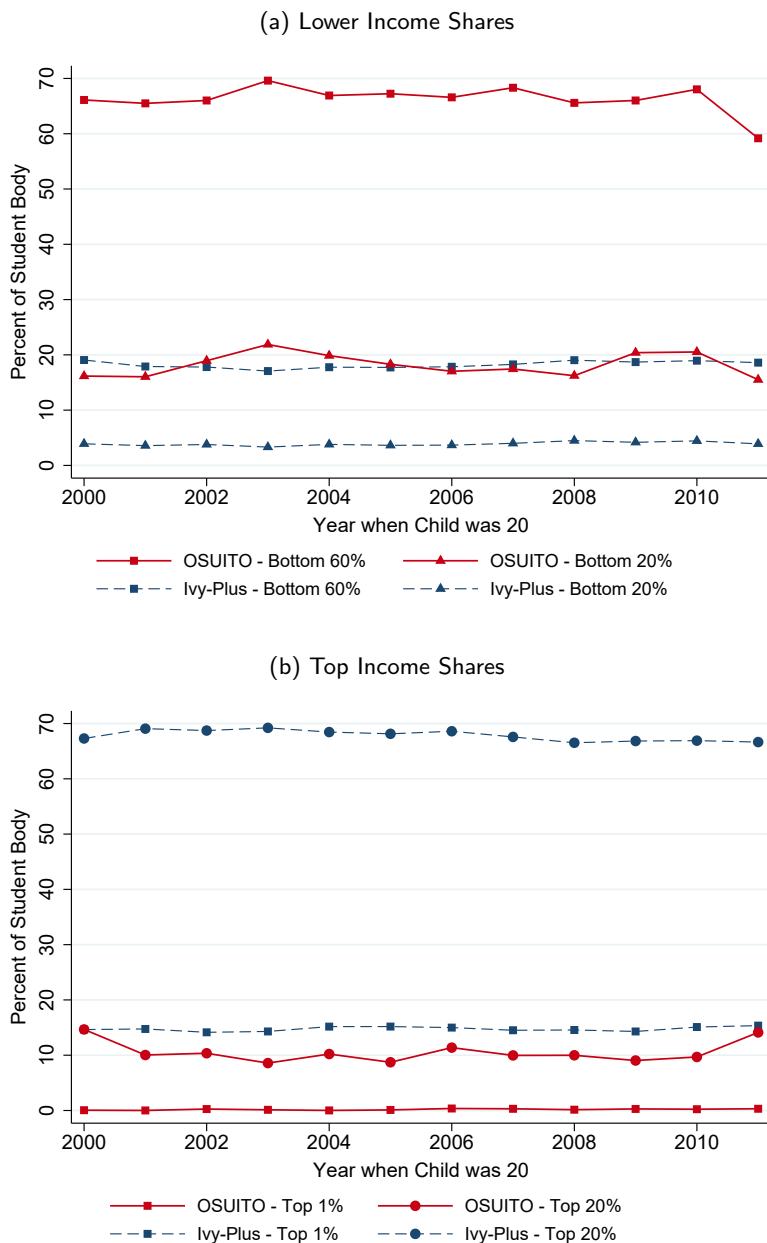 (a) Lower Income Shares
Percent of Student Body
70
60
50
40
30
20
10
0
2000 2002 2004 2006 2008 2010
Year when Child was 20
OSUITO - Bottom 60% OSUITO - Bottom 20%
Ivy-Plus - Bottom 60% Ivy-Plus - Bottom 20%
(b) Top Income Shares
Percent of Student Body
70
60
50
40
30
20
10
0
2000 2002 2004 2006 2008 2010
Year when Child was 20
OSUITO - Top 1% OSUITO - Top 20%
Ivy-Plus - Top 1% Ivy-Plus - Top 20%